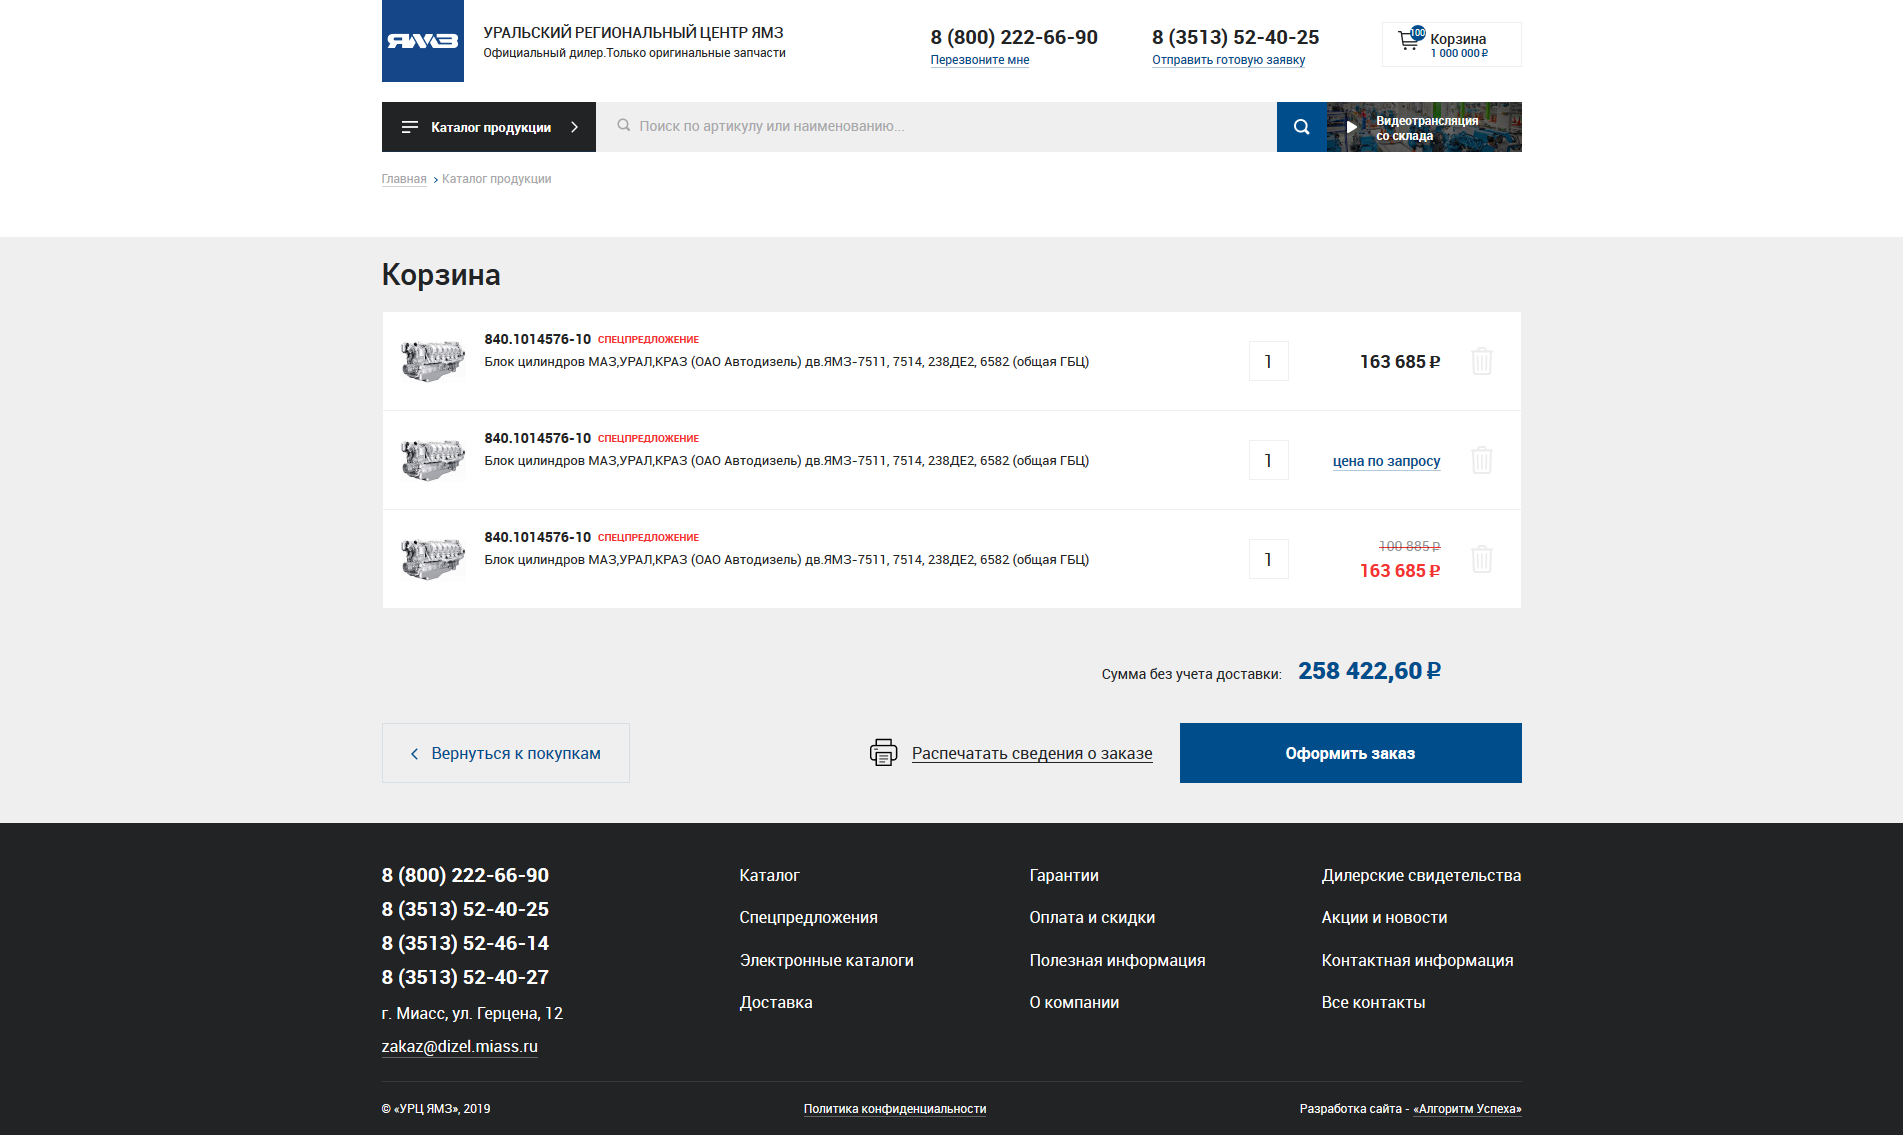 ЯМЗ
УРАЛЬСКИЙ РЕГИОНАЛЬНЫЙ ЦЕНТР ЯМЗ
Официальный дилер.Только оригинальные запчасти
8 (800) 222-66-90
Перезвоните мне
8 (3513) 52-40-25
Отправить готовую заявку
100
Корзина
1 000 000 ₽
Каталог продукции
Поиск по артикулу или наименованию...
Видеотрансляция
со склада
Главная > Каталог продукции
Корзина
840.1014576-10 СПЕЦПРЕДЛОЖЕНИЕ
Блок цилиндров МАЗ,УРАЛ,КРАЗ (ОАО Автодизель) дв.ЯМЗ-7511, 7514, 238ДЕ2, 6582 (общая ГБЦ)
1
163 685 ₽
840.1014576-10 СПЕЦПРЕДЛОЖЕНИЕ
Блок цилиндров МАЗ,УРАЛ,КРАЗ (ОАО Автодизель) дв.ЯМЗ-7511, 7514, 238ДЕ2, 6582 (общая ГБЦ)
1
цена по запросу
840.1014576-10 СПЕЦПРЕДЛОЖЕНИЕ
Блок цилиндров МАЗ,УРАЛ,КРАЗ (ОАО Автодизель) дв.ЯМЗ-7511, 7514, 238ДЕ2, 6582 (общая ГБЦ)
1
100 885 ₽
163 685 ₽
Сумма без учета доставки: 258 422,60 ₽
Вернуться к покупкам
Распечатать сведения о заказе
Оформить заказ
8 (800) 222-66-90
8 (3513) 52-40-25
8 (3513) 52-46-14
8 (3513) 52-40-27
г. Миасс, ул. Герцена, 12
zakaz@dizel.miass.ru
Каталог
Спецпредложения
Электронные каталоги
Доставка
Гарантии
Оплата и скидки
Полезная информация
О компании
Дилерские свидетельства
Акции и новости
Контактная информация
Все контакты
© «УРЦ ЯМЗ», 2019
Политика конфиденциальности
Разработка сайта - «Алгоритм Успеха»